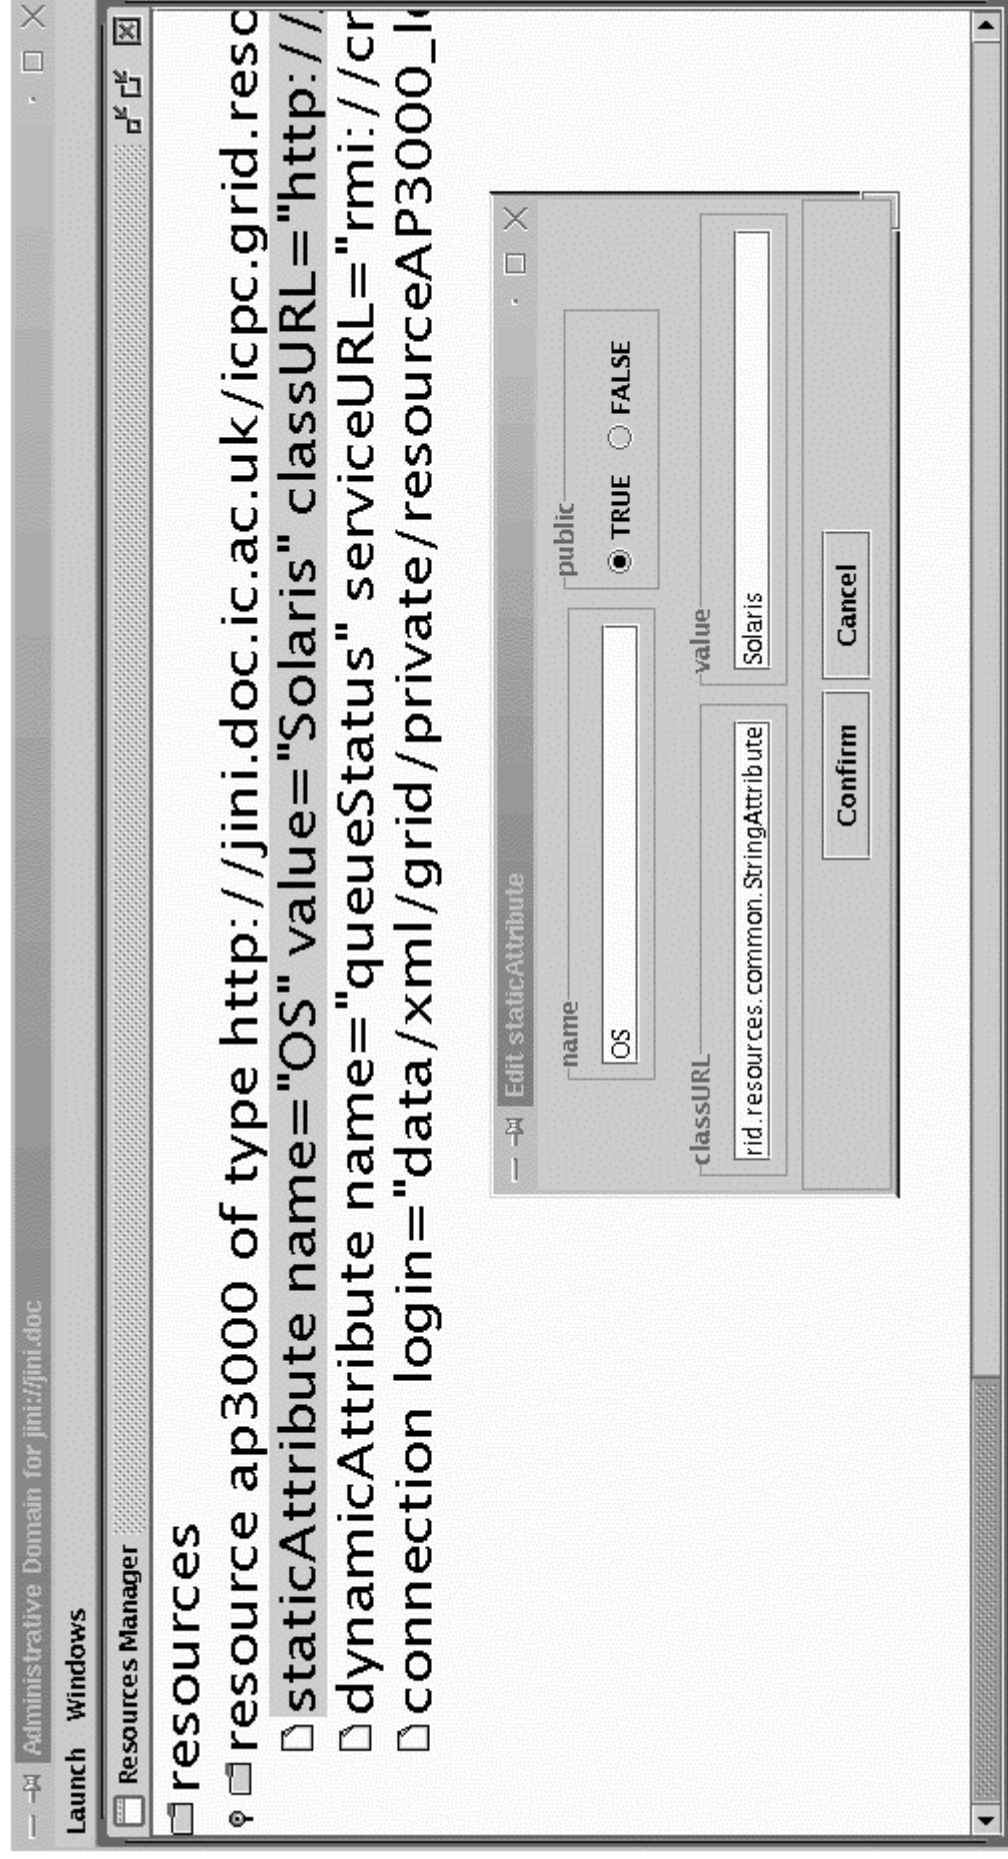 Administrative Domain for jini://jini.doc
Launch Windows
Resources Manager
resources
resource ap3000 of type http://jini.doc.ic.ac.uk/icpc.grid.reso
staticAttribute name="OS" value="Solaris" classURL="http://
dynamicAttribute name="queueStatus" serviceURL="rmi://cr
connection login="data/xml/grid/private/resourceAP3000_l
Edit staticAttribute
name public
OS TRUE FALSE
classURL value
rid.resources.common.StringAttribute Solaris
Confirm Cancel